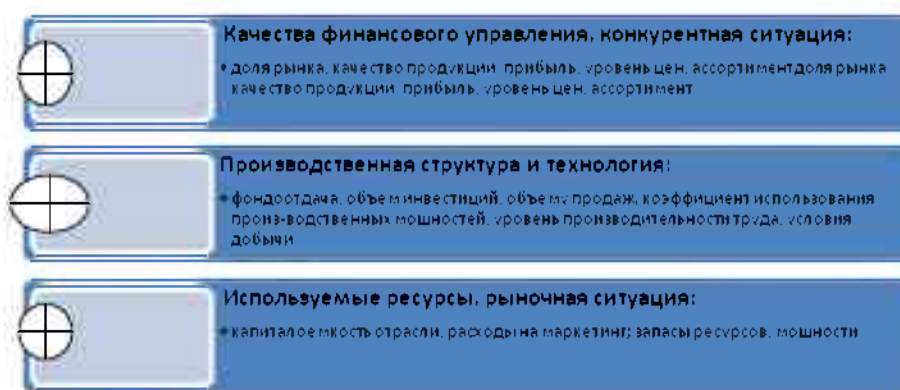 Качества финансового управления, конкурентная ситуация:
• доля рынка, качество продукции, прибыль, уровень цен, ассортиментдоля рынка
качество продукции, прибыль, уровень цен, ассортимент
Производственная структура и технология:
• фондоотдача, объем инвестиций, объему продаж, коэффициент использования
произ-водственных мощностей, уровень производительности труда, условия
добычи
Используемые ресурсы, рыночная ситуация:
• капиталоемкость отрасли, расходы на маркетинг; запасы ресурсов, мощности